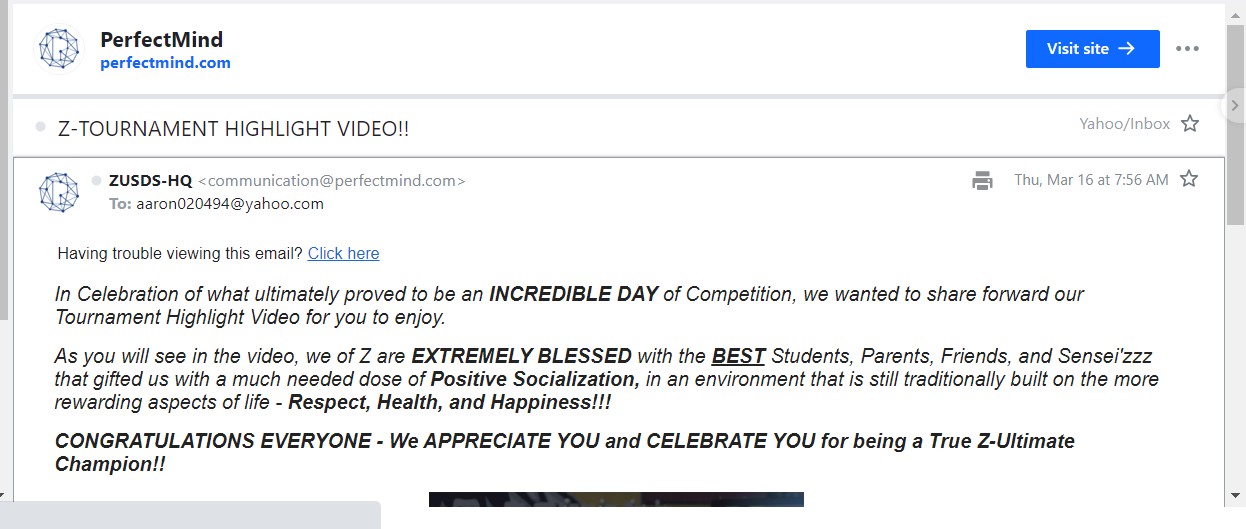 PerfectMind
perfectmind.com
Visit site →
Z-TOURNAMENT HIGHLIGHT VIDEO!!
Yahoo/Inbox
ZUSDS-HQ <communication@perfectmind.com>
Thu, Mar 16 at 7:56 AM
To: aaron020494@yahoo.com
Having trouble viewing this email? Click here
In Celebration of what ultimately proved to be an INCREDIBLE DAY of Competition, we wanted to share forward our
Tournament Highlight Video for you to enjoy.
As you will see in the video, we of Z are EXTREMELY BLESSED with the BEST Students, Parents, Friends, and Sensei'zzz
that gifted us with a much needed dose of Positive Socialization, in an environment that is still traditionally built on the more
rewarding aspects of life - Respect, Health, and Happiness!!!
CONGRATULATIONS EVERYONE - We APPRECIATE YOU and CELEBRATE YOU for being a True Z-Ultimate
Champion!!